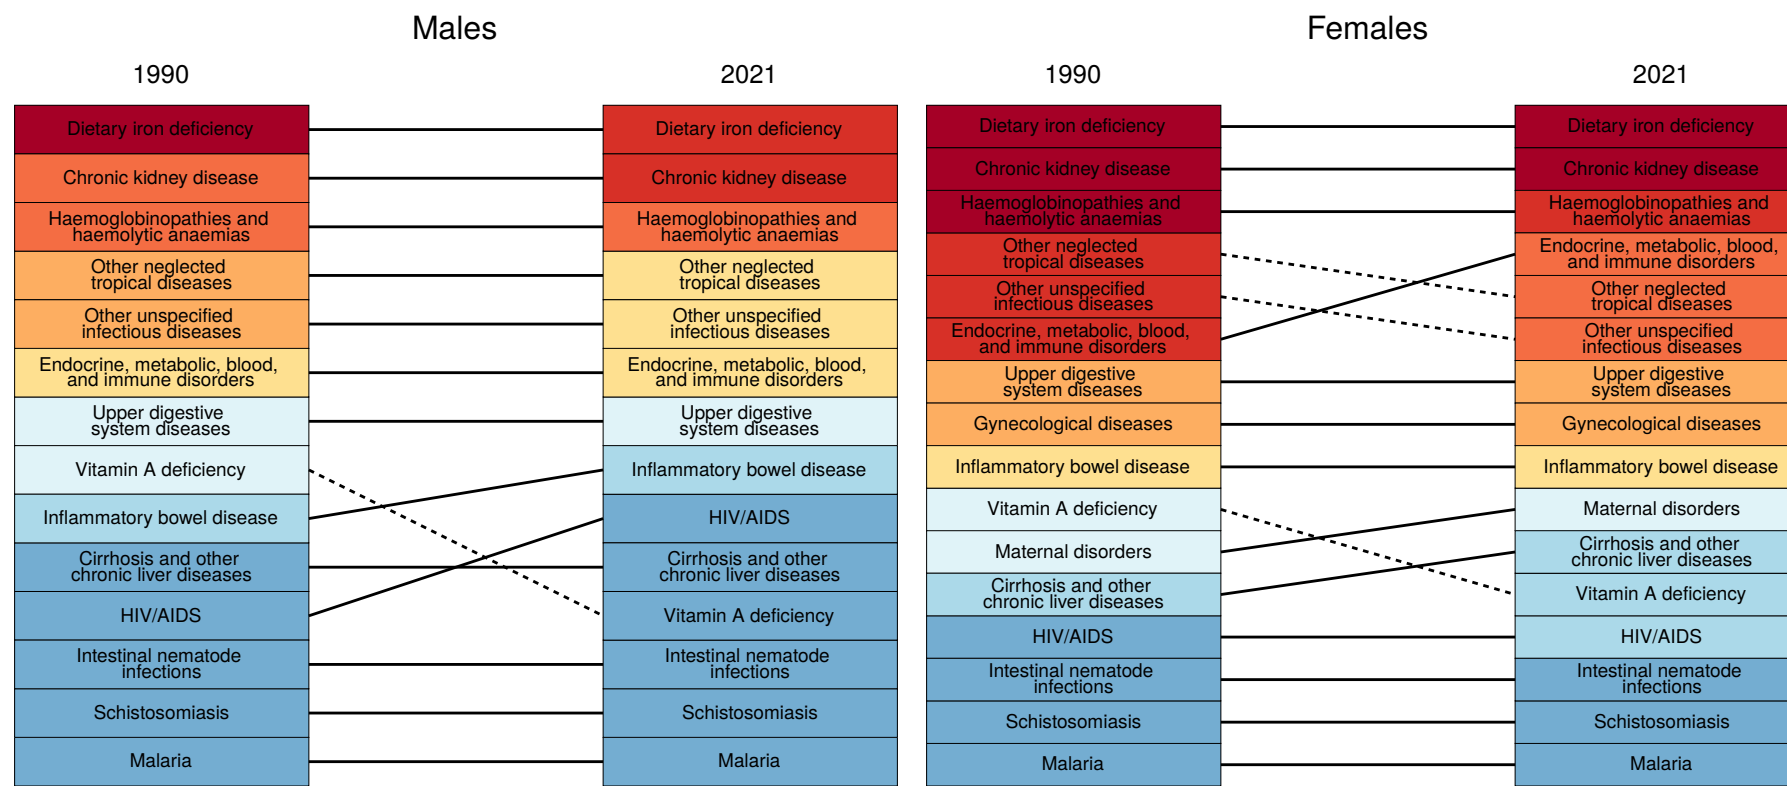 Males
1990
2021
Dietary iron deficiency
Chronic kidney disease
Haemoglobinopathies and
haemolytic anaemias
Other neglected
tropical diseases
Other unspecified
infectious diseases
Endocrine, metabolic, blood,
and immune disorders
Upper digestive
system diseases
Vitamin A deficiency
Inflammatory bowel disease
Cirrhosis and other
chronic liver diseases
HIV/AIDS
Intestinal nematode
infections
Schistosomiasis
Malaria
Dietary iron deficiency
Chronic kidney disease
Haemoglobinopathies and
haemolytic anaemias
Other neglected
tropical diseases
Other unspecified
infectious diseases
Endocrine, metabolic, blood,
and immune disorders
Upper digestive
system diseases
Inflammatory bowel disease
HIV/AIDS
Cirrhosis and other
chronic liver diseases
Vitamin A deficiency
Intestinal nematode
infections
Schistosomiasis
Malaria
Females
1990
2021
Dietary iron deficiency
Chronic kidney disease
Haemoglobinopathies and
haemolytic anaemias
Other neglected
tropical diseases
Other unspecified
infectious diseases
Endocrine, metabolic, blood,
and immune disorders
Upper digestive
system diseases
Gynecological diseases
Inflammatory bowel disease
Vitamin A deficiency
Maternal disorders
Cirrhosis and other
chronic liver diseases
HIV/AIDS
Intestinal nematode
infections
Schistosomiasis
Malaria
Dietary iron deficiency
Chronic kidney disease
Haemoglobinopathies and
haemolytic anaemias
Endocrine, metabolic, blood,
and immune disorders
Other neglected
tropical diseases
Other unspecified
infectious diseases
Upper digestive
system diseases
Gynecological diseases
Inflammatory bowel disease
Maternal disorders
Cirrhosis and other
chronic liver diseases
Vitamin A deficiency
HIV/AIDS
Intestinal nematode
infections
Schistosomiasis
Malaria